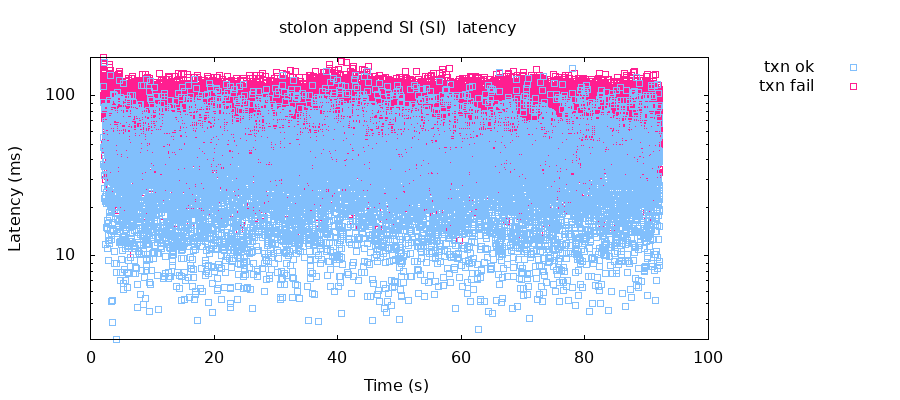 stolon append SI (SI)  latency
txn ok
txn fail
100
10
Latency (ms)
0 20 40 60 80 100
Time (s)